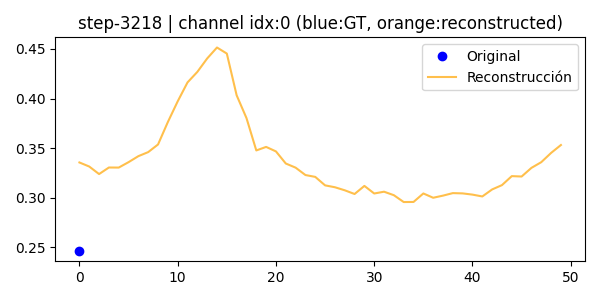 step-3218 | channel idx:0 (blue:GT, orange:reconstructed)
Original
Reconstrucción
0.45
0.40
0.35
0.30
0.25
0 10 20 30 40 50